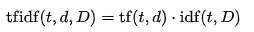 tfidf(t, d, D) = tf(t, d) · idf(t, D)